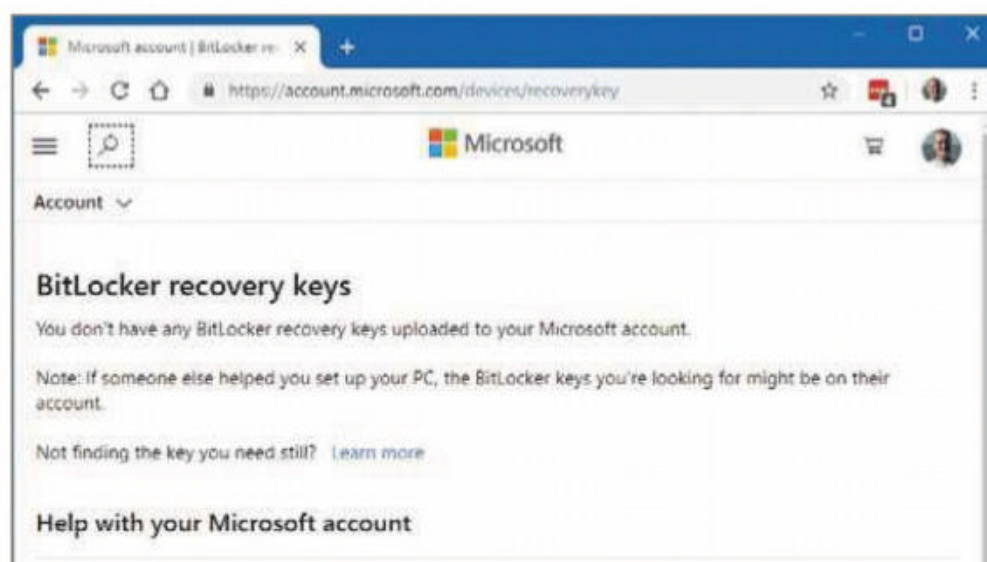 Microsoft account | BitLocker re
https://account.microsoft.com/devices/recoverykey
Microsoft
Account
BitLocker recovery keys
You don't have any BitLocker recovery keys uploaded to your Microsoft account.
Note: If someone else helped you set up your PC, the BitLocker keys you're looking for might be on their
account.
Not finding the key you need still? Learn more
Help with your Microsoft account